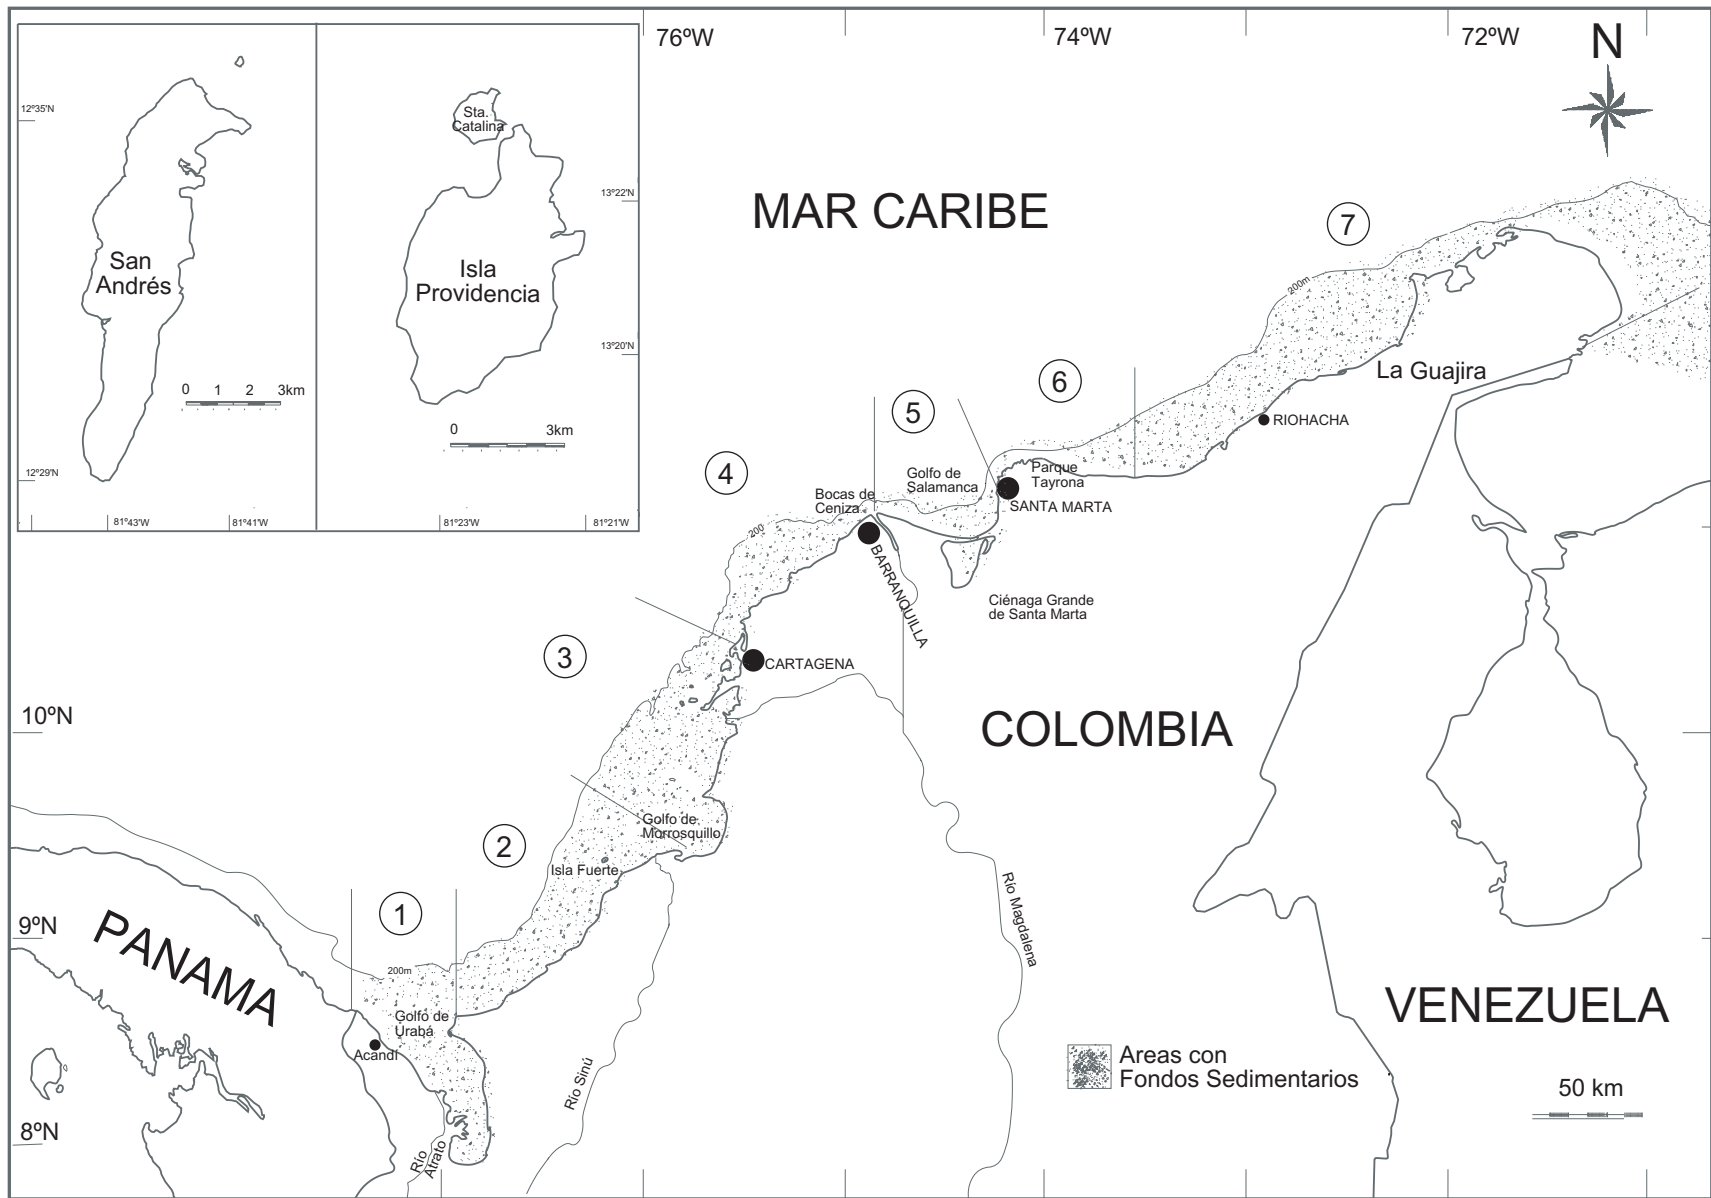 76ºW
74ºW
72ºW
N
12º35'N
Sta.
Catalina
13º22'N
MAR CARIBE
7
San
Andrés
Isla
Providencia
200m
13º20'N
0 1 2 3km
0 3km
12º29'N
81º43'W
81º41'W
81º23'W
81º21'W
La Guajira
6
5
RIOHACHA
4
Golfo de
Salamanca
Parque
Tayrona
Bocas de
Ceniza
SANTA MARTA
200
BARRANQUILLA
Ciénaga Grande
de Santa Marta
3
CARTAGENA
10ºN
COLOMBIA
Golfo de
Morrosquillo
2
Isla Fuerte
1
Río Magdalena
9ºN
PANAMA
200m
VENEZUELA
Golfo de
Urabá
Acandí
Río Sinú
Areas con
Fondos Sedimentarios
50 km
8ºN
Río
Atrato